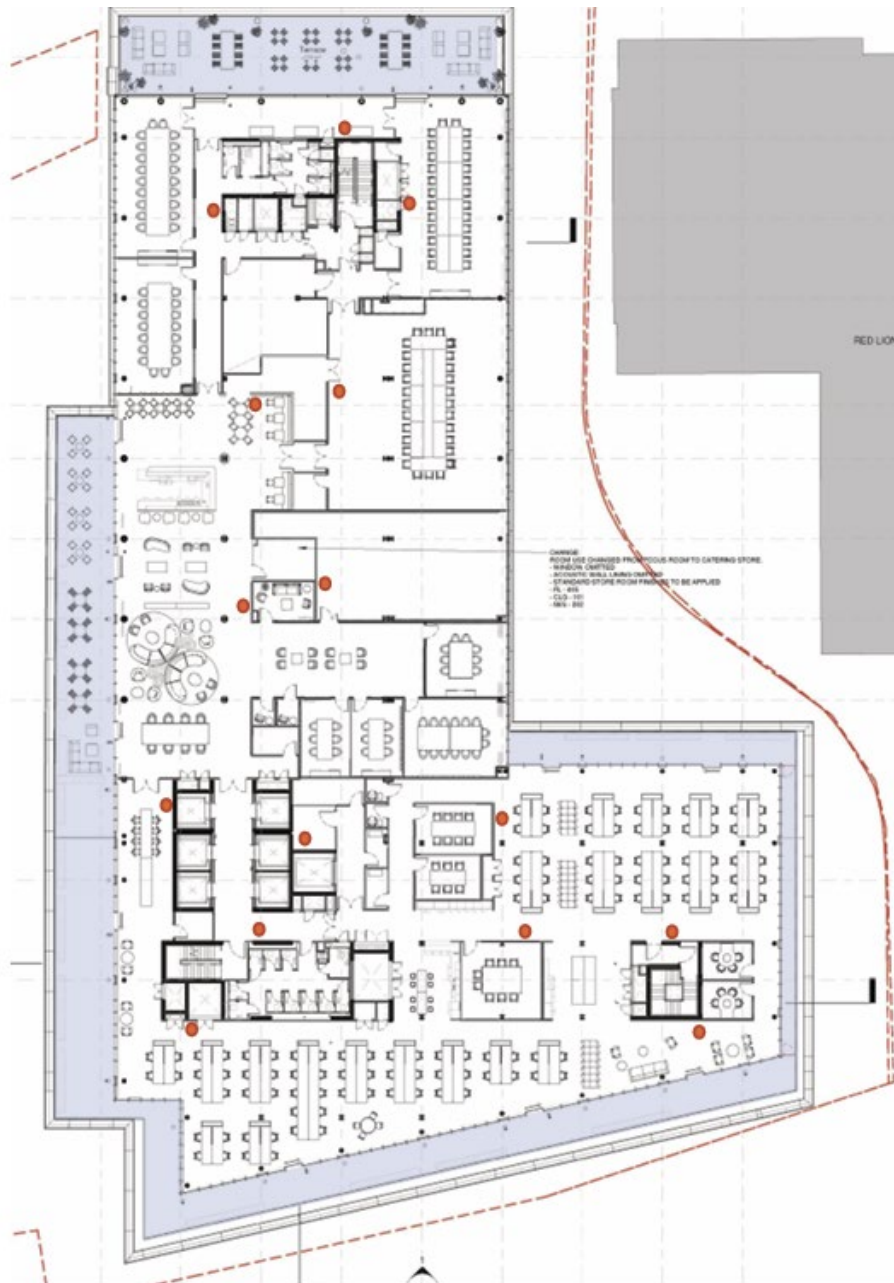 Terrace
RED LION
CHANGE:
ROOM USE CHANGED FROM FOCUS ROOM TO CATERING STORE.
- WINDOW OMITTED
- ACOUSTIC WALL LINING OMITTED
- STANDARD STORE ROOM FINISHES TO BE APPLIED